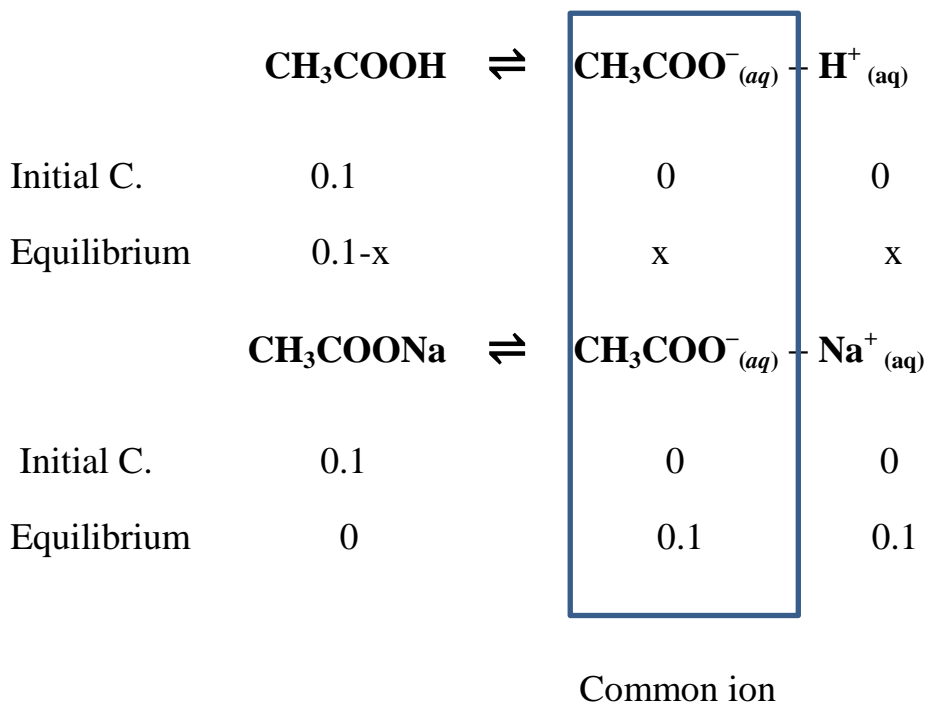 CH₃COOH ⇌ CH₃COO⁻(aq) – H⁺ (aq)
Initial C. 0.1 0 0
Equilibrium 0.1-x x x
CH₃COONa ⇌ CH₃COO⁻(aq) – Na⁺ (aq)
Initial C. 0.1 0 0
Equilibrium 0 0.1 0.1
Common ion